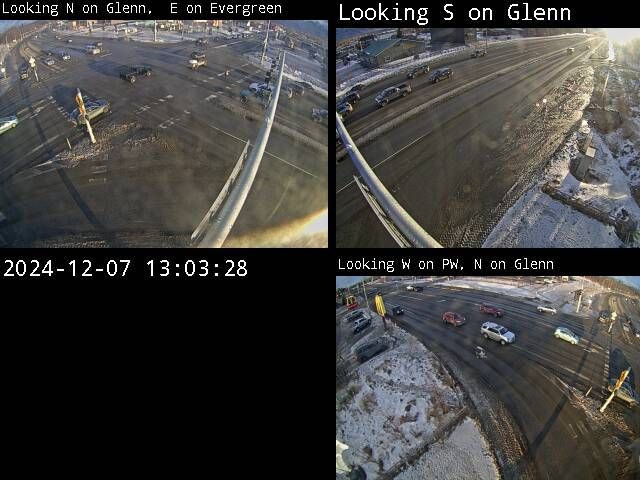 Looking N on Glenn, E on Evergreen
Looking S on Glenn
2024-12-07 13:03:28
Looking W on PW, N on Glenn